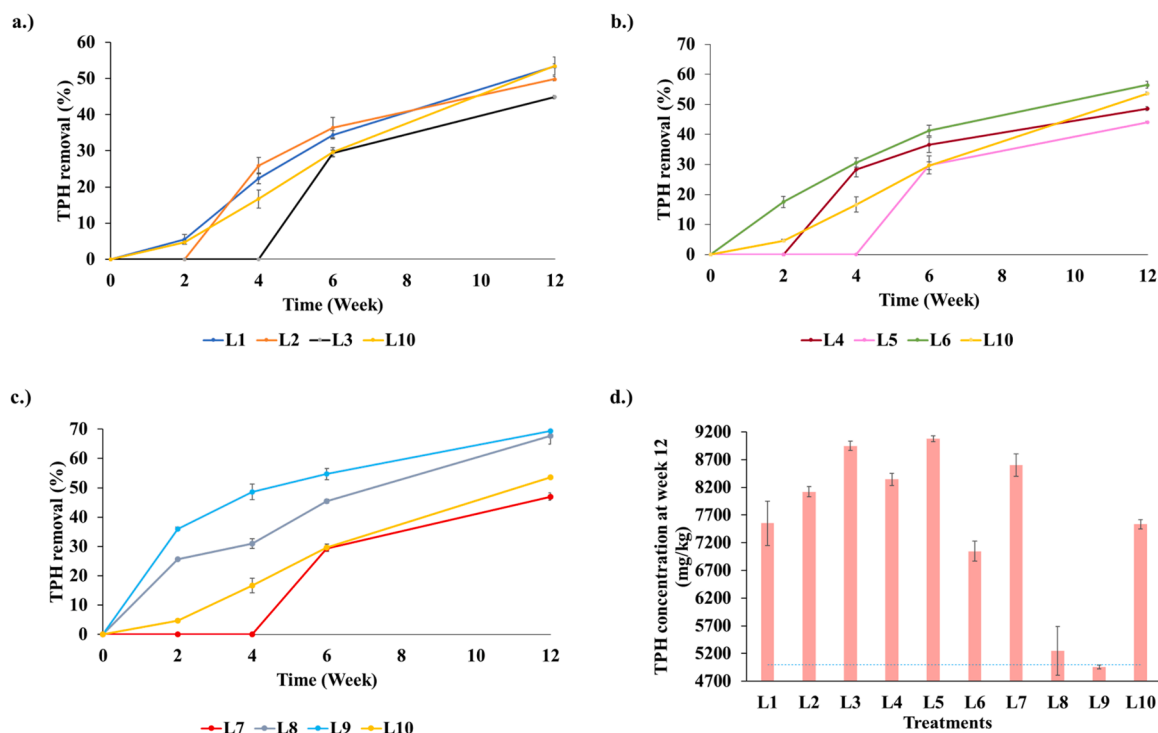 a.)
60
50
40
30
20
10
0
TPH removal (%)
0 2 4 6 8 10 12
Time (Week)
L1 L2 L3 L10
b.)
70
60
50
40
30
20
10
0
TPH removal (%)
0 2 4 6 8 10 12
Time (Week)
L4 L5 L6 L10
c.)
70
60
50
40
30
20
10
0
TPH removal (%)
0 2 4 6 8 10 12
Time (Week)
L7 L8 L9 L10
d.)
9200
8700
8200
7700
7200
6700
6200
5700
5200
4700
TPH concentration at week 12
(mg/kg)
L1 L2 L3 L4 L5 L6 L7 L8 L9 L10
Treatments